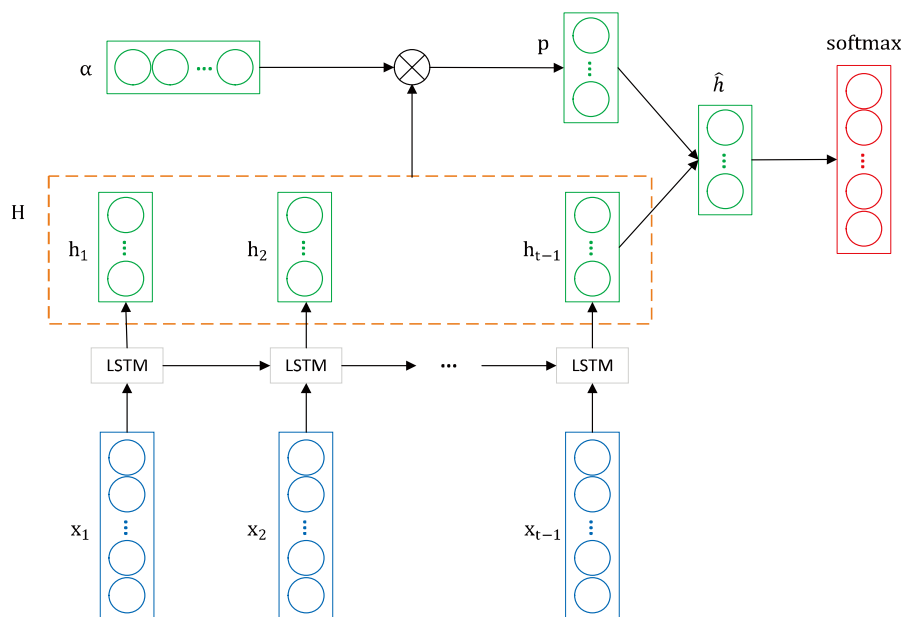 softmax
p
α
ĥ
H
h₁
h₂
hₜ₋₁
LSTM
LSTM
...
LSTM
x₁
x₂
xₜ₋₁